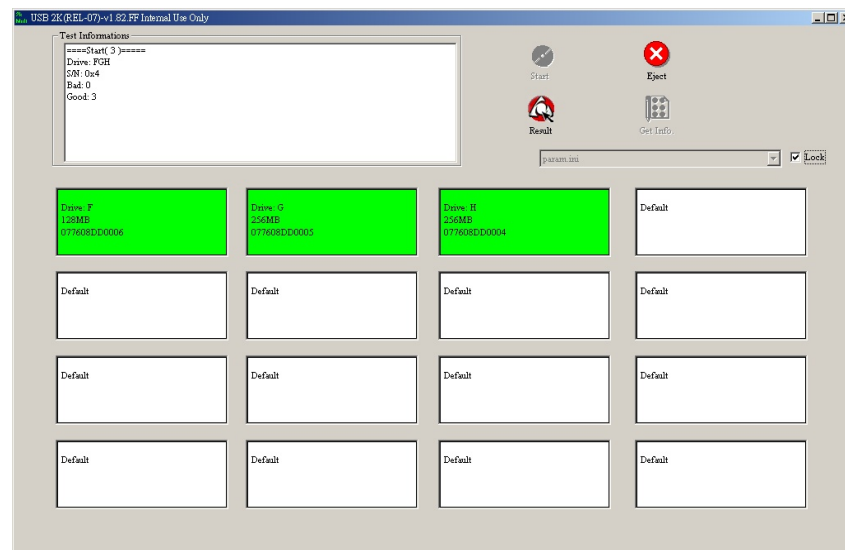 USB 2K (REL-07)-v1.82.FF Internal Use Only
Test Informations
====Start( 3 )=====
Drive: FGH
S/N: 0x4
Bad: 0
Good: 3
Start
Eject
Result
Get Info.
param.ini
Lock
Drive: F
128MB
077608DD0006
Drive: G
256MB
077608DD0005
Drive: H
256MB
077608DD0004
Default
Default
Default
Default
Default
Default
Default
Default
Default
Default
Default
Default
Default